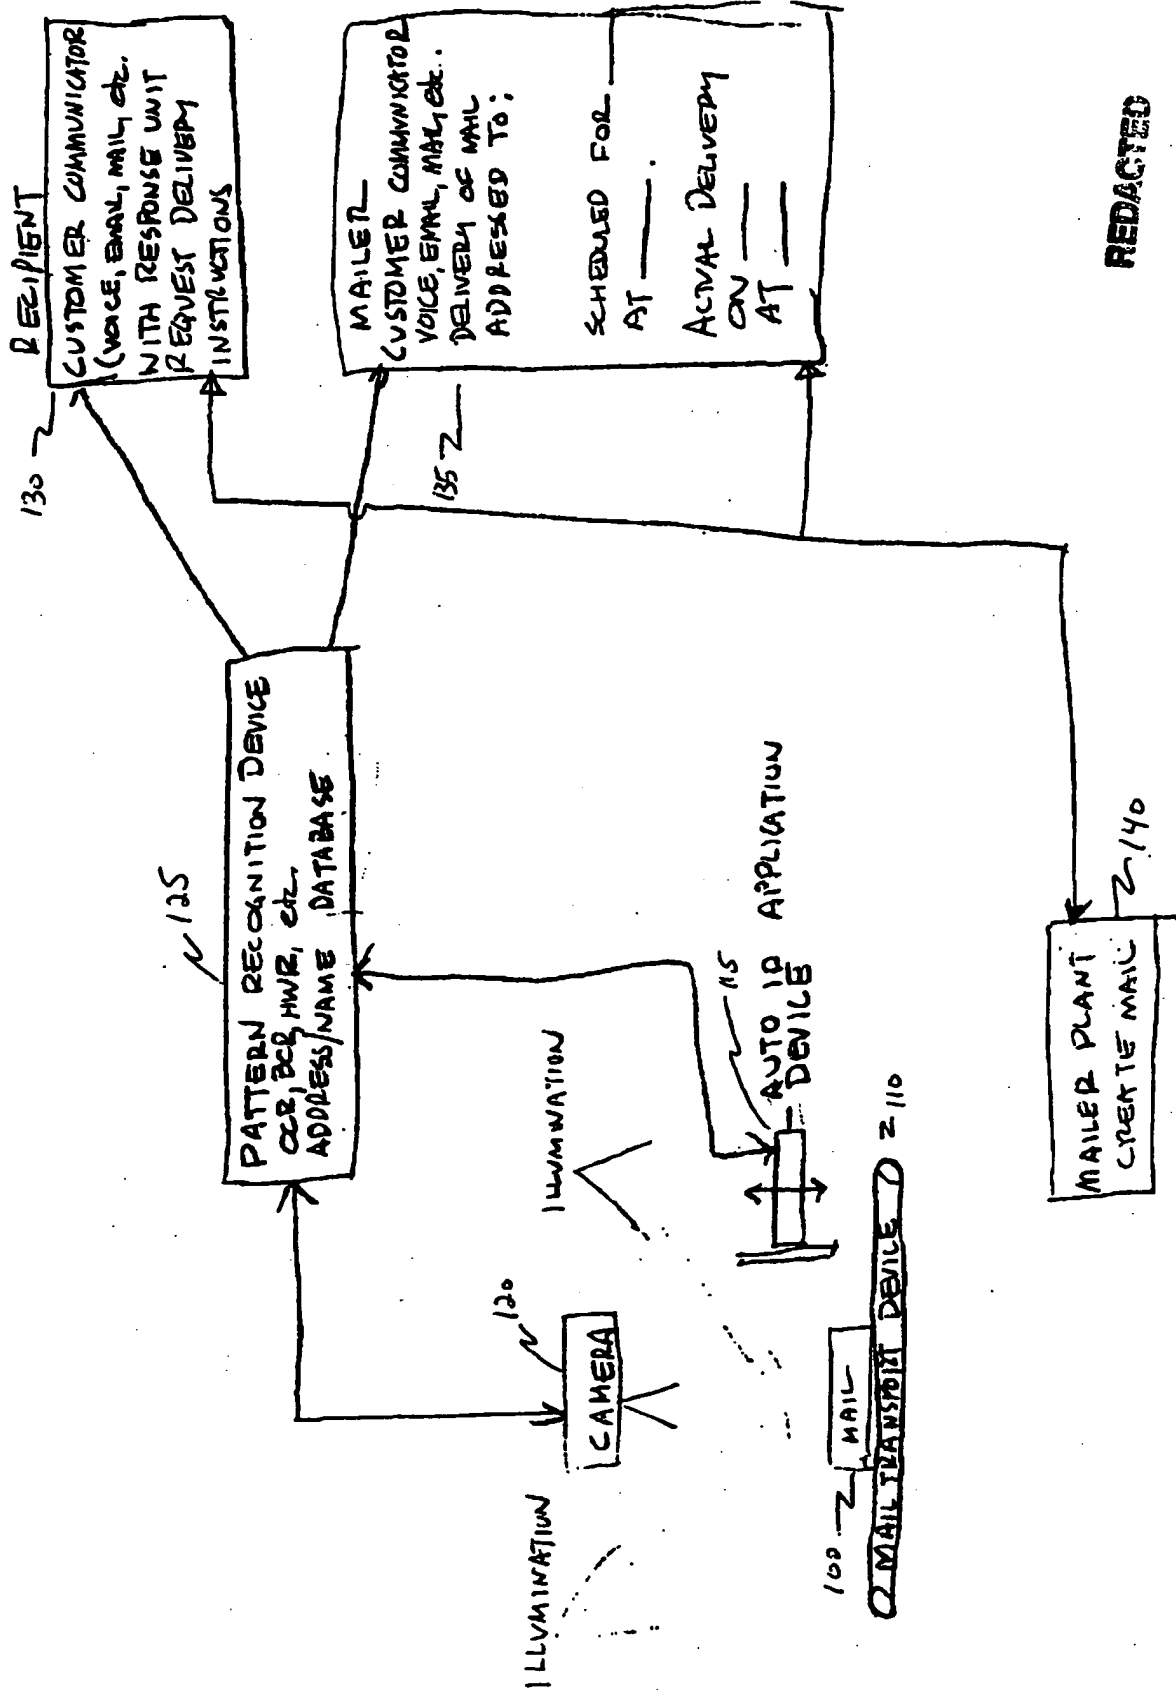 RECIPIENT
CUSTOMER COMMUNICATOR
(VOICE, EMAIL, MAIL, etc.
WITH RESPONSE UNIT
REQUEST DELIVERY
INSTRUCTIONS
130
MAILER
CUSTOMER COMMUNICATOR
VOICE, EMAIL, MAIL, etc..
DELIVERY OF MAIL
ADDRESSED TO:
SCHEDULED FOR
AT
ACTUAL DELIVERY
ON
AT
135
125
PATTERN RECOGNITION DEVICE
OCR, BCR, HWR, etc.
ADDRESS/NAME DATABASE
ILLUMINATION
120
CAMERA
ILLUMINATION
115
AUTO ID APPLICATION
DEVICE
100
MAIL
MAIL TRANSPORT DEVICE
110
MAILER PLANT
CREATE MAIL
140
REDACTED